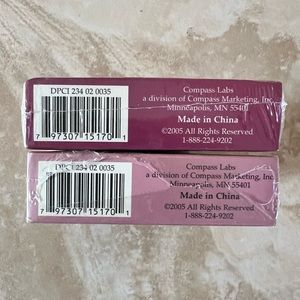 DPCI 234 02 0035
7 97307 15170 1
Compass Labs
a division of Compass Marketing, Inc
Minneapolis, MN 55401
Made in China
©2005 All Rights Reserved
1-888-224-9202
DPCI 234 02 0035
7 97307 15170 1
Compass Labs
a division of Compass Marketing, Inc
Minneapolis, MN 55401
Made in China
©2005 All Rights Reserved
1-888-224-9202